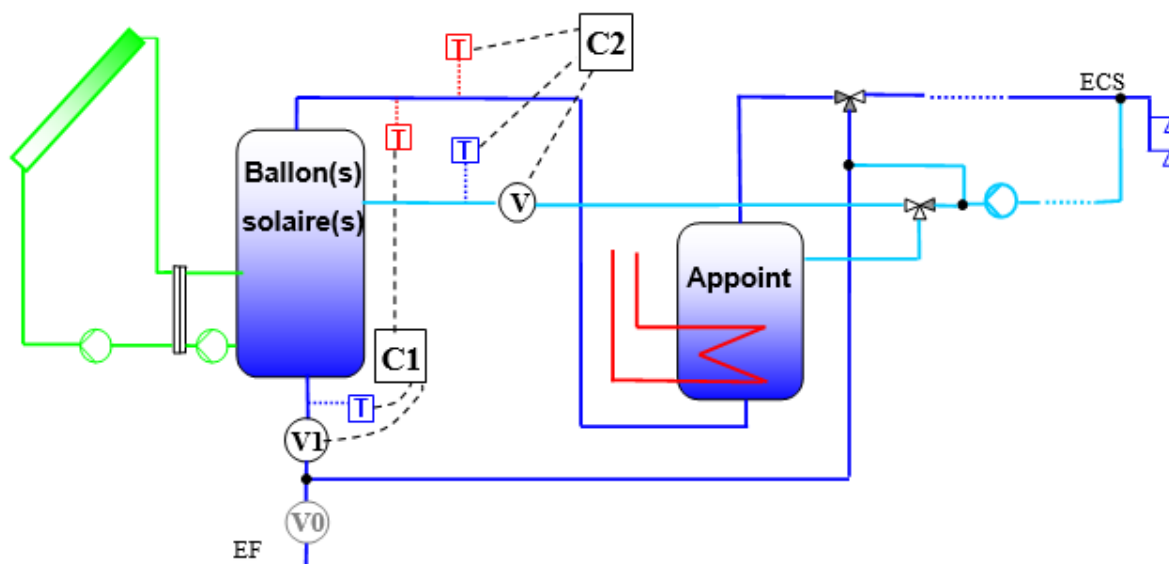 T
C2
ECS
T
T
Ballon(s)
solaire(s)
V
Appoint
C1
T
V1
V0
EF